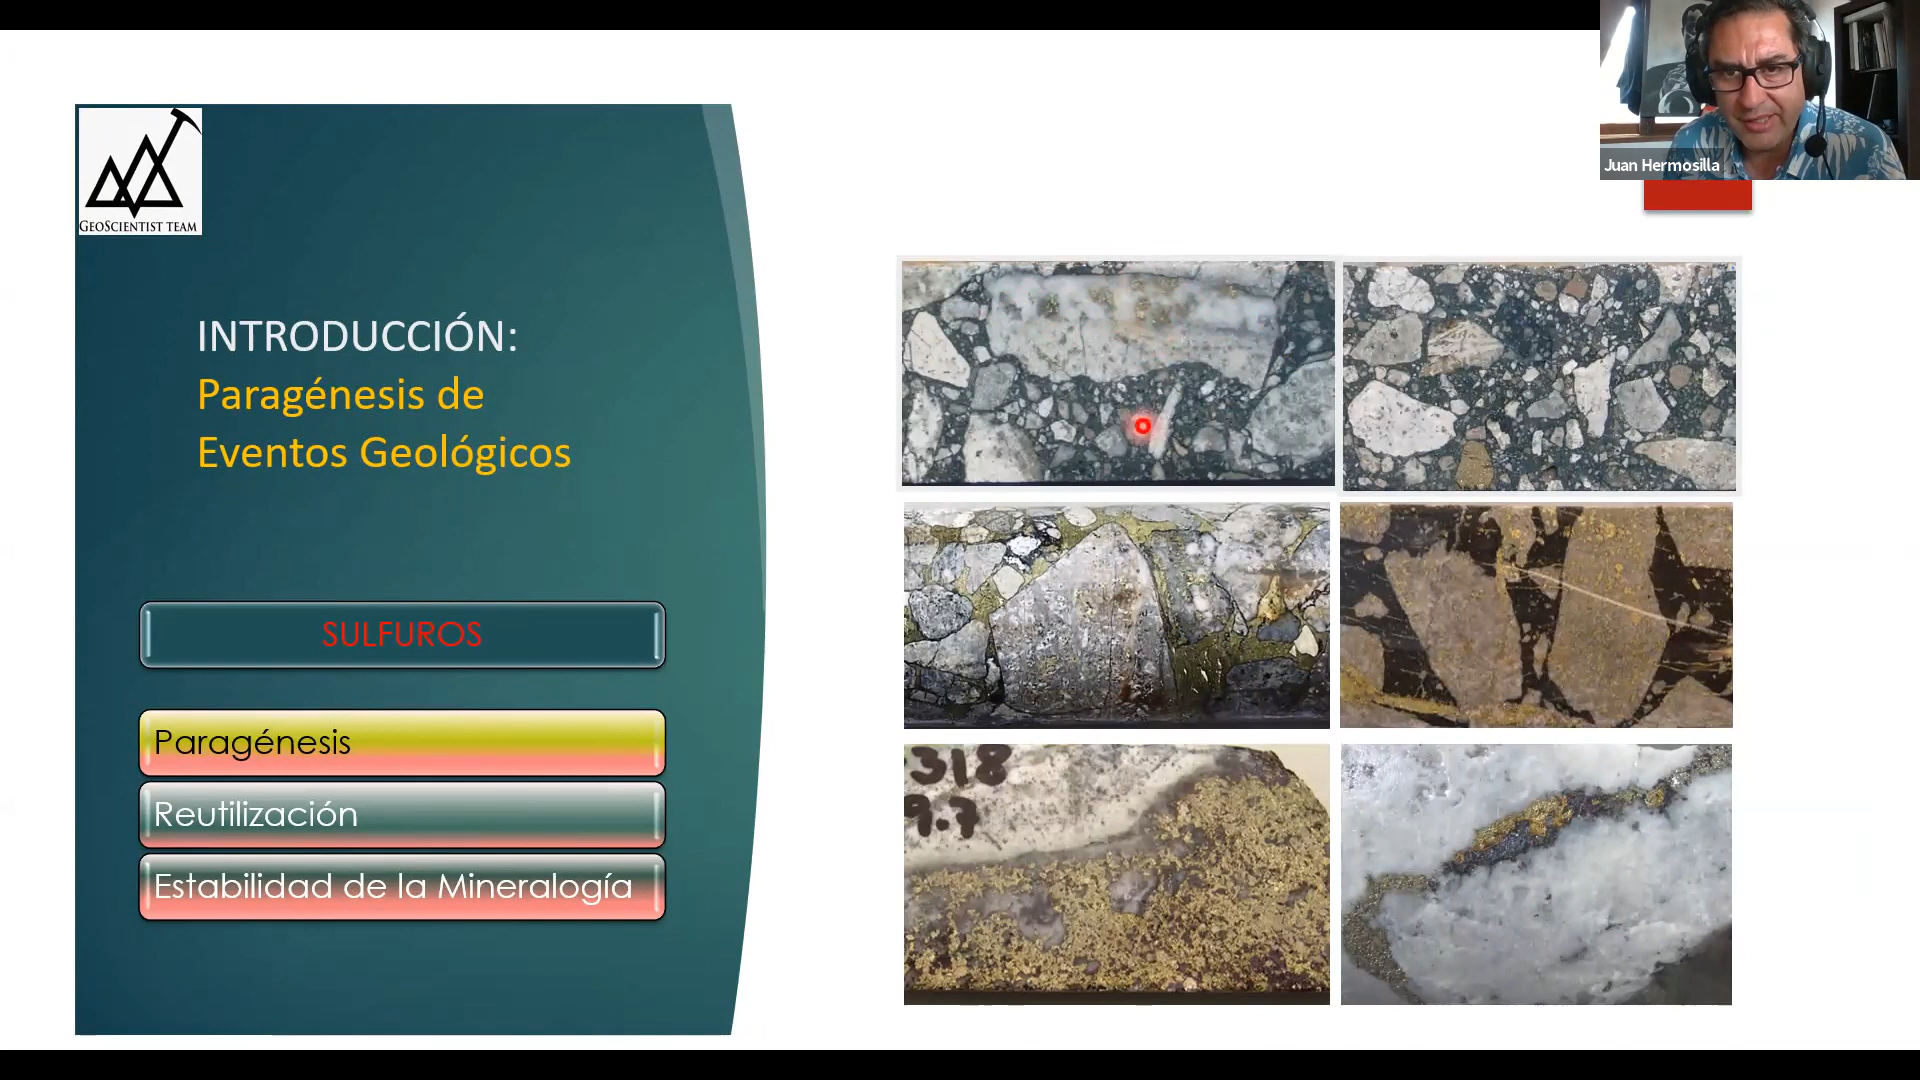 Juan Hermosilla
GEOSCIENTIST TEAM
INTRODUCCIÓN:
Paragénesis de
Eventos Geológicos
SULFUROS
Paragénesis
Reutilización
Estabilidad de la Mineralogía
318
9.7